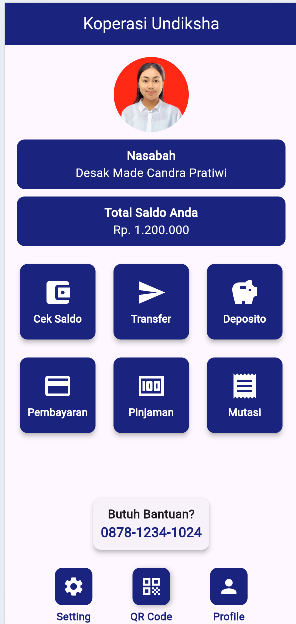 Koperasi Undiksha
Nasabah
Desak Made Candra Pratiwi
Total Saldo Anda
Rp. 1.200.000
Cek Saldo
Transfer
Deposito
Pembayaran
Pinjaman
Mutasi
Butuh Bantuan?
0878-1234-1024
Setting
QR Code
Profile